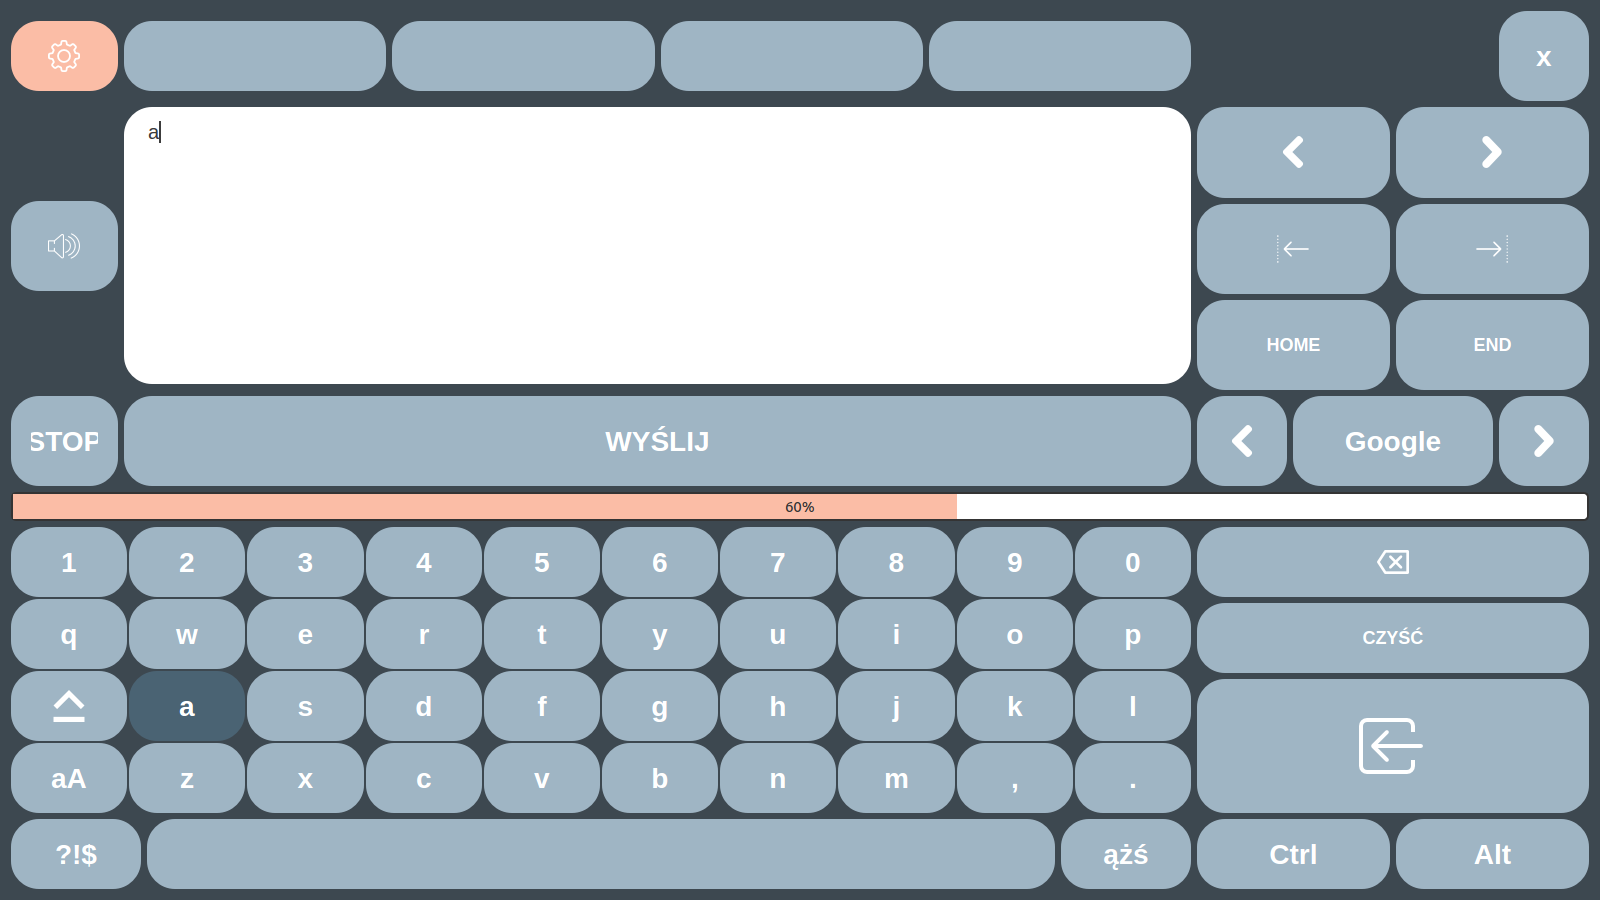 x
a
HOME END
STOP WYŚLIJ Google
60%
1 2 3 4 5 6 7 8 9 0
q w e r t y u i o p CZYŚĆ
a s d f g h j k l
aA z x c v b n m , .
?!$ ążś Ctrl Alt